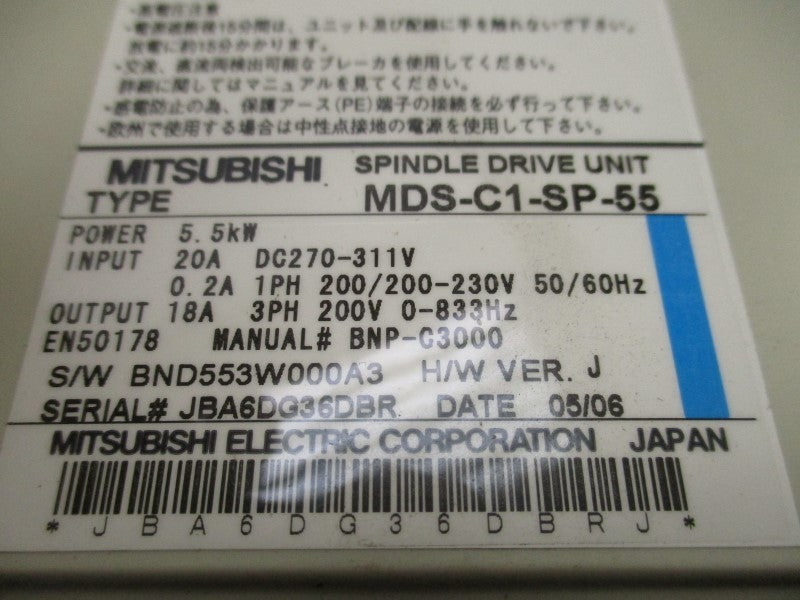 高電圧注意
・電源遮断後15分間は、ユニット及び配線に手を触れないで下さい。
放電に約15分かかります。
・交流、直流両検出可能なブレーカを使用してください。
詳細に関してはマニュアルを見てください。
・感電防止の為、保護アース(PE)端子の接続を必ず行って下さい。
・欧州で使用する場合は中性点接地の電源を使用して下さい。
MITSUBISHI SPINDLE DRIVE UNIT
TYPE MDS-C1-SP-55
POWER 5.5kW
INPUT 20A DC270-311V
0.2A 1PH 200/200-230V 50/60Hz
OUTPUT 18A 3PH 200V 0-833Hz
EN50178 MANUAL# BNP-G3000
S/W BND553W000A3 H/W VER. J
SERIAL# JBA6DG36DBR DATE 05/06
MITSUBISHI ELECTRIC CORPORATION JAPAN
* J B A 6 D G 3 6 D B R J *